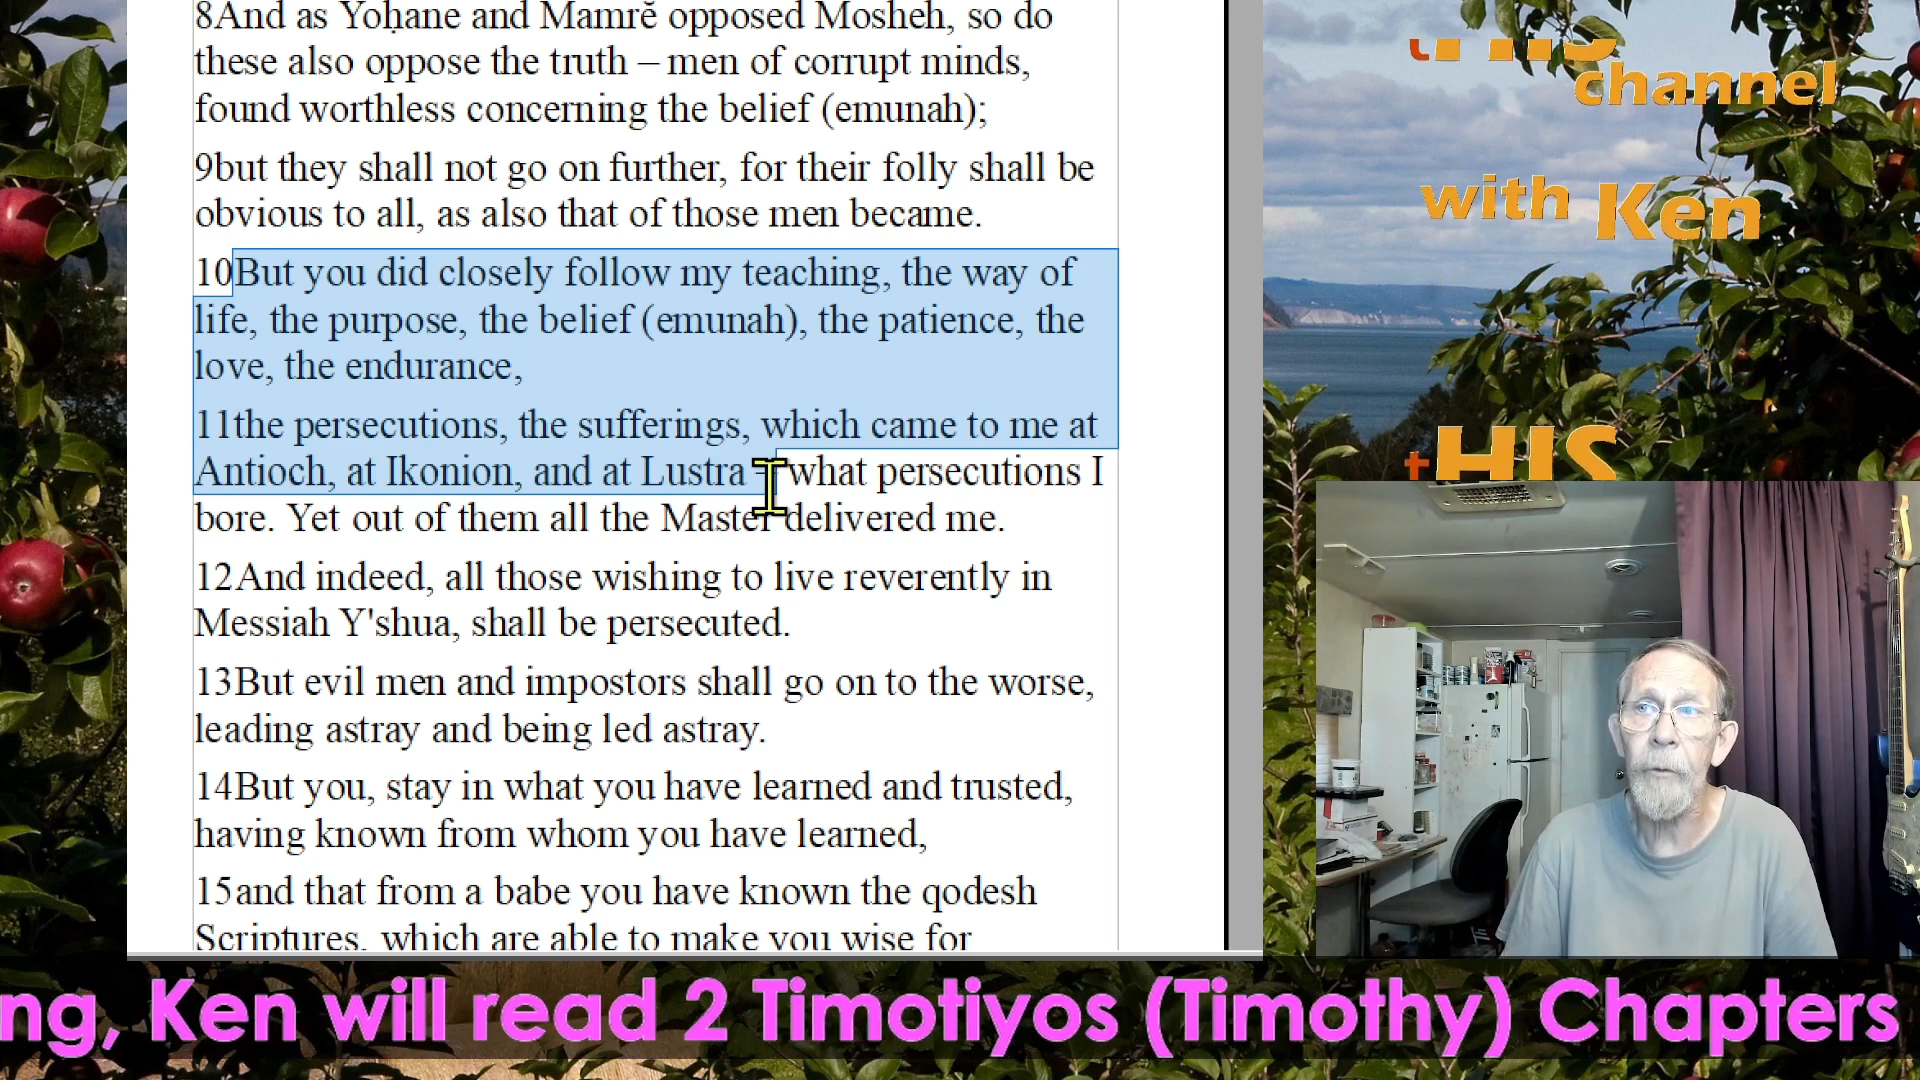 8And as Yoḥane and Mamrĕ opposed Mosheh, so do
these also oppose the truth – men of corrupt minds,
found worthless concerning the belief (emunah);
9but they shall not go on further, for their folly shall be
obvious to all, as also that of those men became.
10But you did closely follow my teaching, the way of
life, the purpose, the belief (emunah), the patience, the
love, the endurance,
11the persecutions, the sufferings, which came to me at
Antioch, at Ikonion, and at Lustra – what persecutions I
bore. Yet out of them all the Master delivered me.
12And indeed, all those wishing to live reverently in
Messiah Y'shua, shall be persecuted.
13But evil men and impostors shall go on to the worse,
leading astray and being led astray.
14But you, stay in what you have learned and trusted,
having known from whom you have learned,
15and that from a babe you have known the qodesh
Scriptures, which are able to make you wise for
channel
with Ken
HIS
ng, Ken will read 2 Timotiyos (Timothy) Chapters